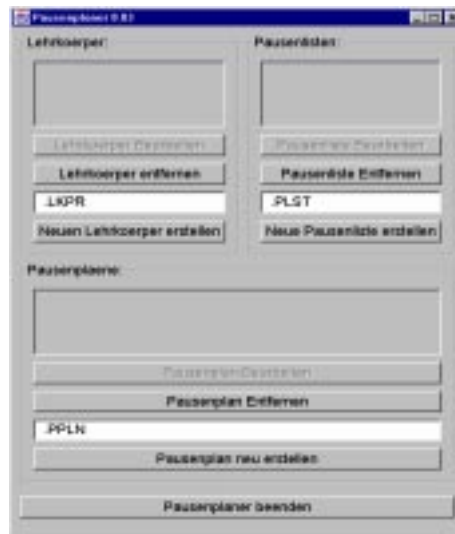 Pausenplaner 0.03
Lehrkoerper:
Lehrkoerper Bearbeiten
Lehrkoerper entfernen
.LKPR
Neuen Lehrkoerper erstellen
Pausenlisten:
Pausenliste Bearbeiten
Pausenliste Entfernen
.PLST
Neue Pausenliste erstellen
Pausenplaene:
Pausenplan Bearbeiten
Pausenplan Entfernen
.PPLN
Pausenplan neu erstellen
Pausenplaner beenden